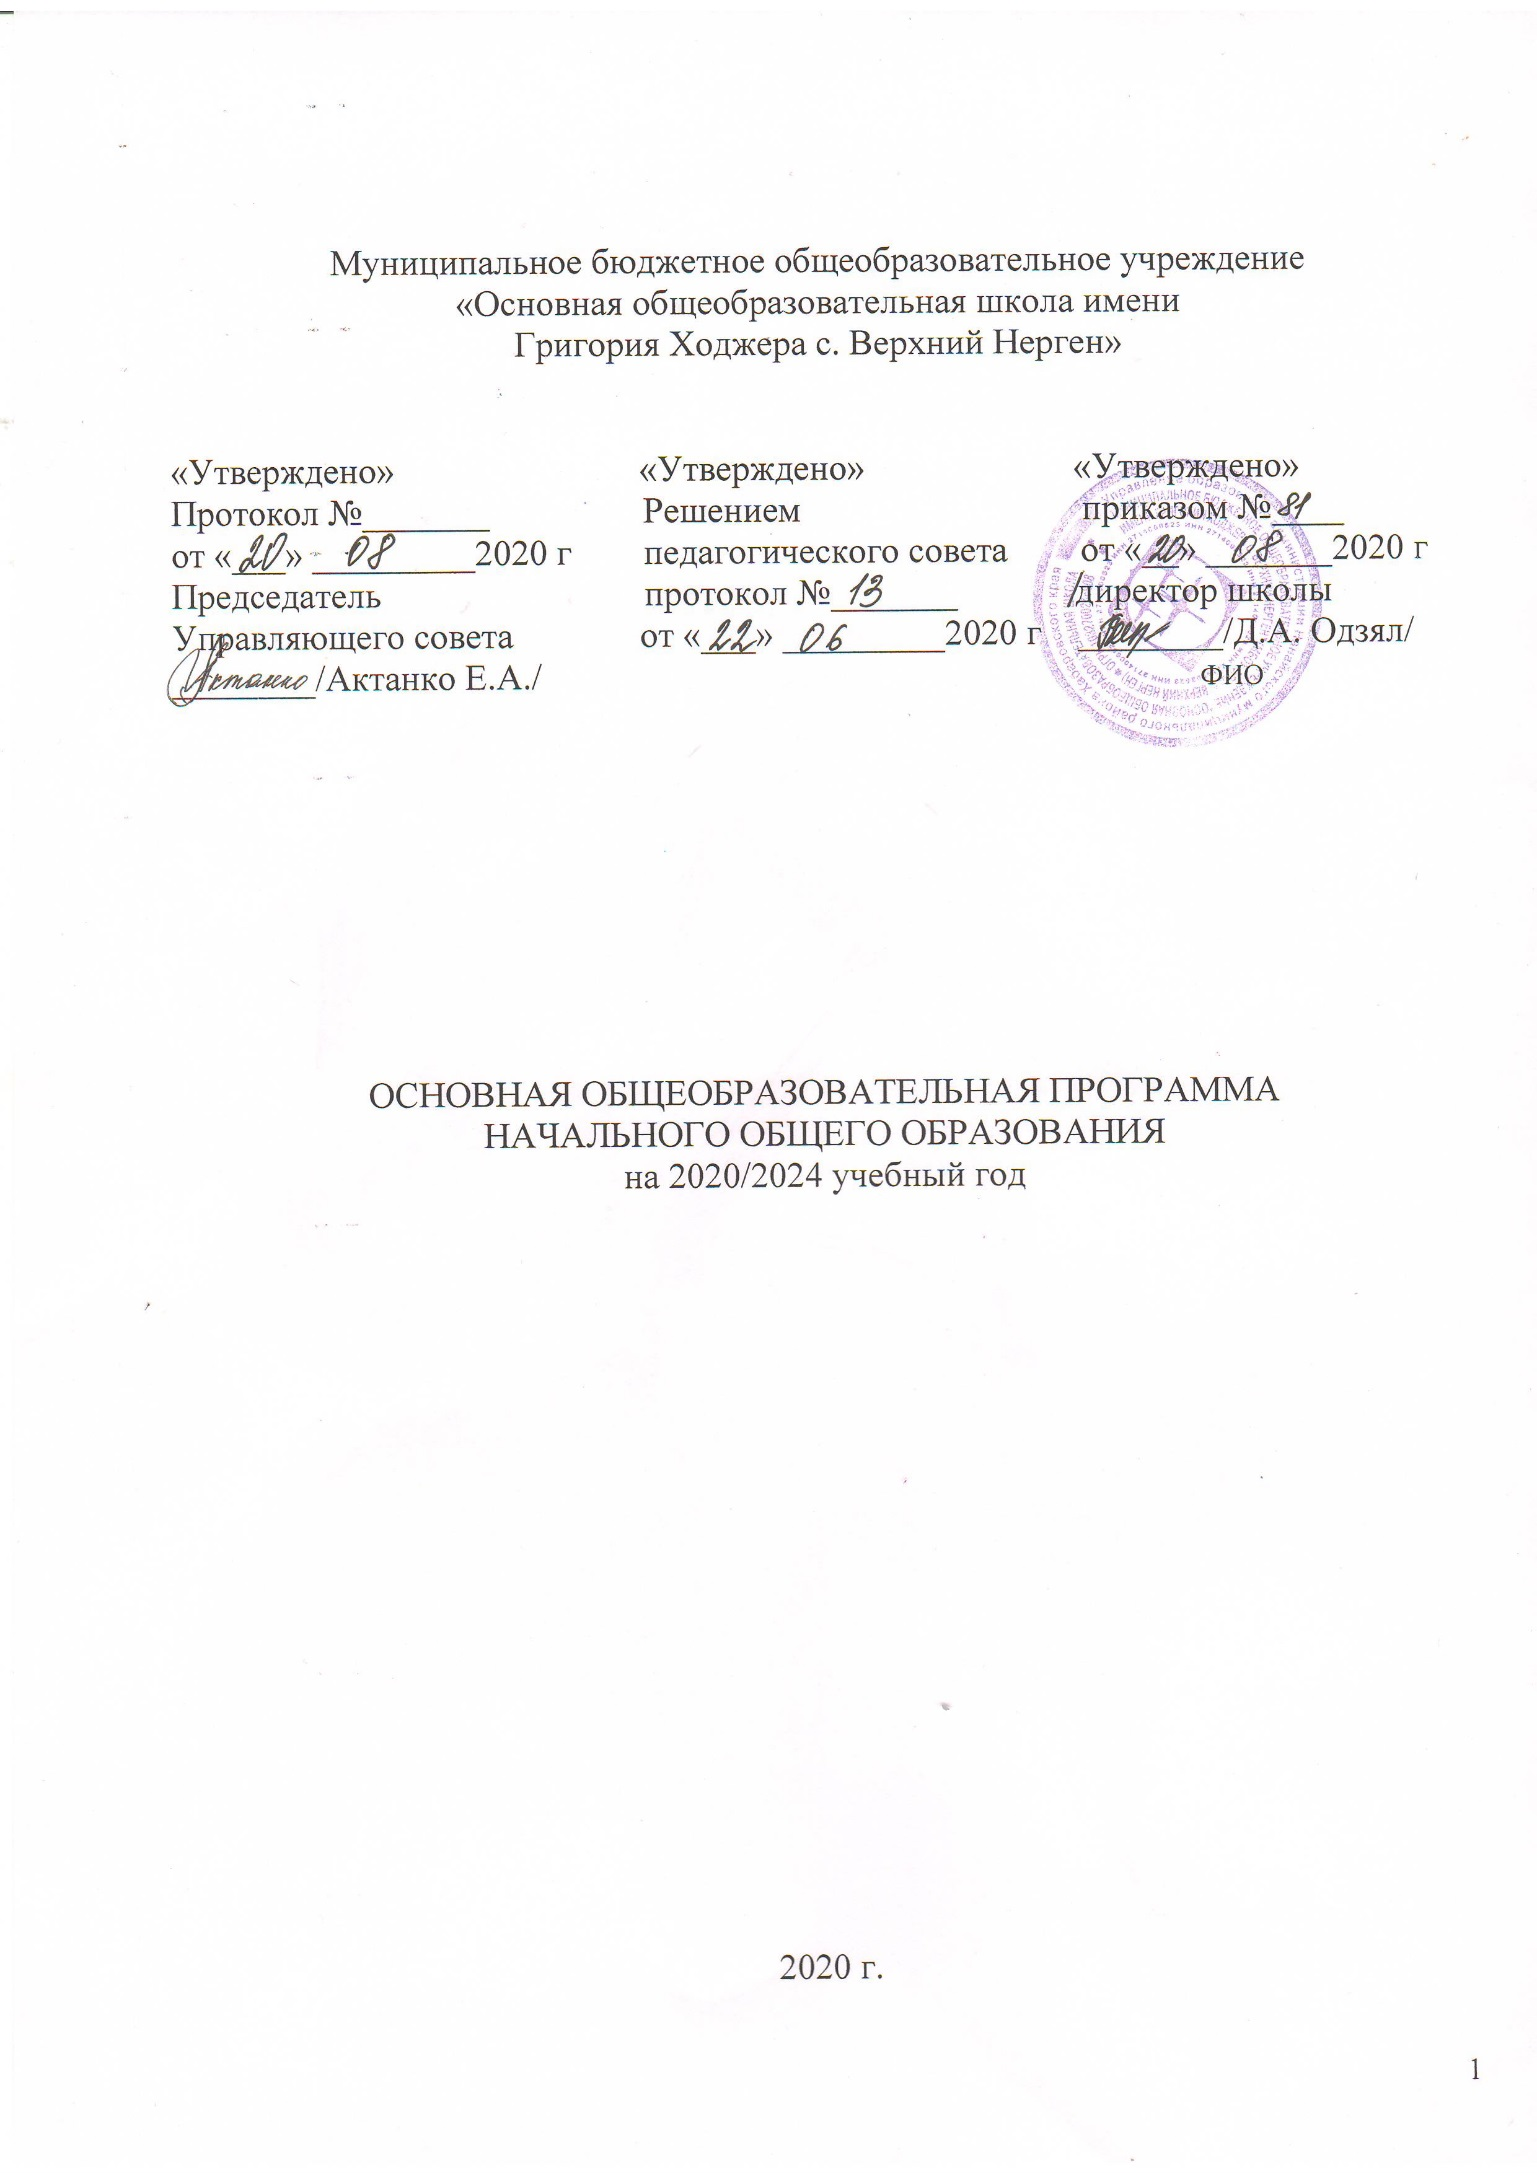 Муниципальное бюджетное общеобразовательное учреждение
«Основная общеобразовательная школа имени
Григория Ходжера с. Верхний Нерген»
«Утверждено»
Протокол №_______
от «20» 08 2020 г
Председатель
Управляющего совета
Актанко /Актанко Е.А./
«Утверждено»
Решением
педагогического совета
протокол № 13
от «22» 06 2020 г
«Утверждено»
приказом № 81
от «20» 08 2020 г
/директор школы
/Д.А. Одзял/
ФИО
ОСНОВНАЯ ОБЩЕОБРАЗОВАТЕЛЬНАЯ ПРОГРАММА
НАЧАЛЬНОГО ОБЩЕГО ОБРАЗОВАНИЯ
на 2020/2024 учебный год
2020 г.
1